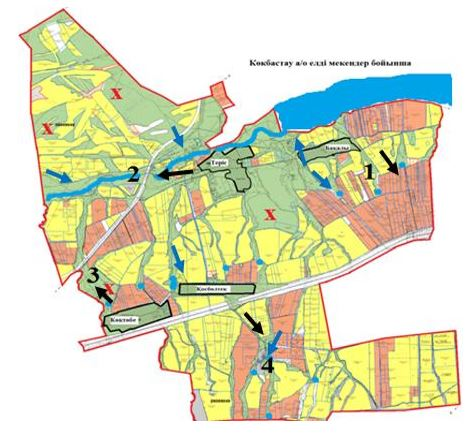 Көкбастау а/о елді мекендер бойынша
X
X
Теріс
Бақалы
1
2
X
3
X
Қосбөлтек
Көктөбе
4